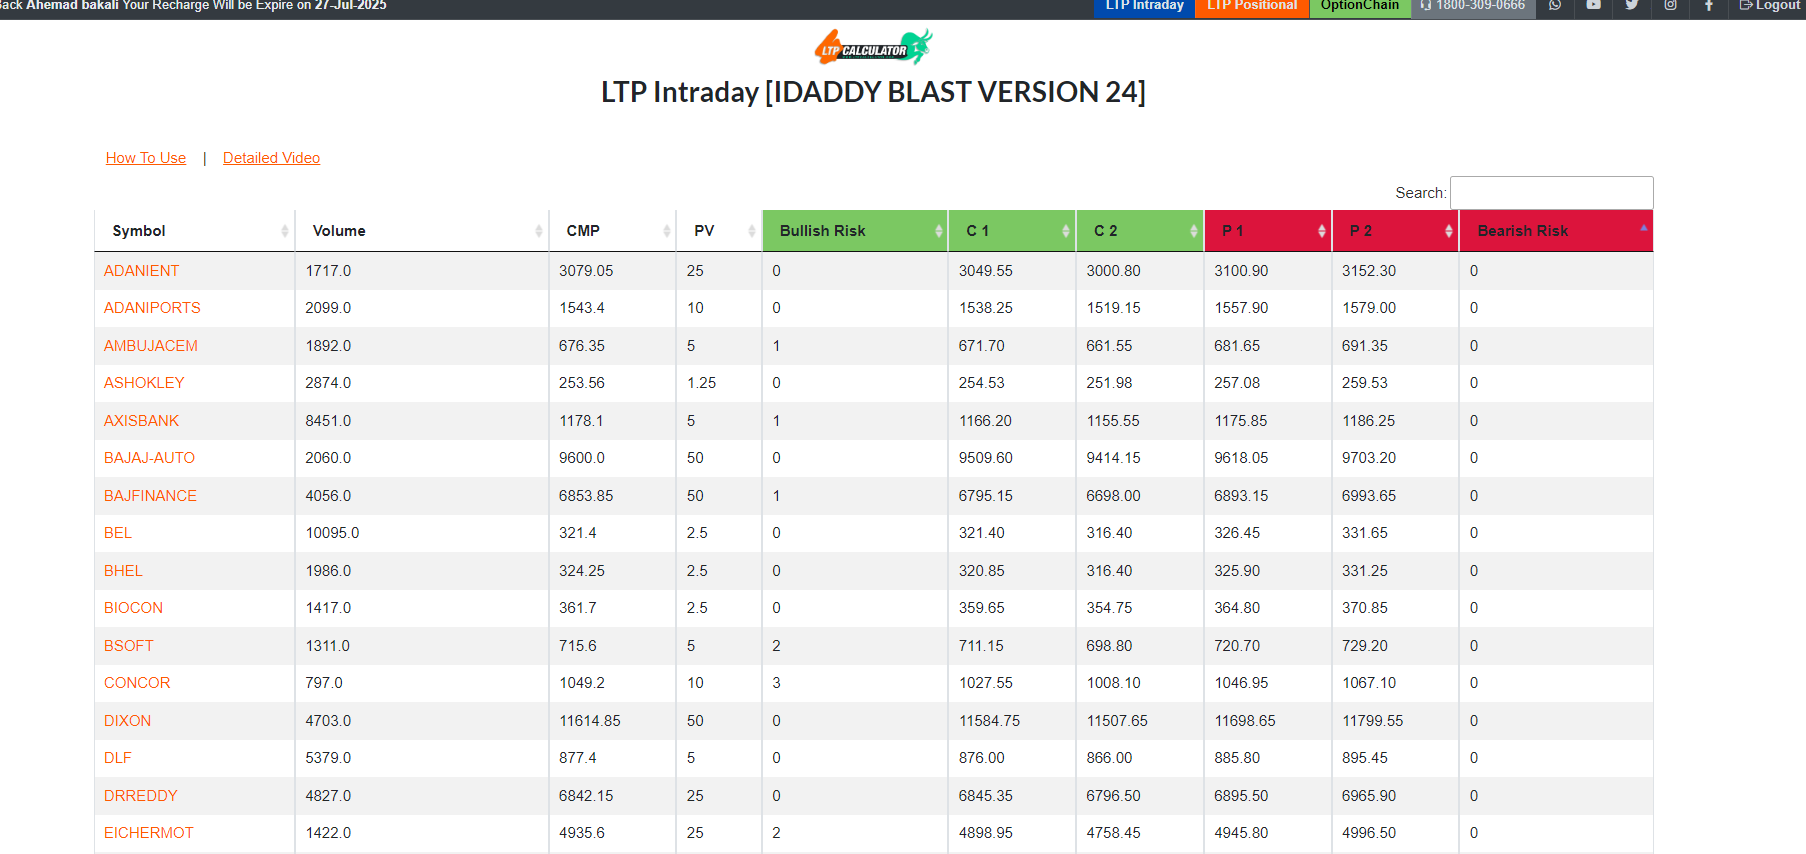 Back Ahemad bakali Your Recharge Will be Expire on 27-Jul-2025 LTP Intraday LTP Positional OptionChain 1800-309-0666 Logout
LTP CALCULATOR
LTP Intraday [IDADDY BLAST VERSION 24]
How To Use | Detailed Video
Search:
Symbol Volume CMP PV Bullish Risk C 1 C 2 P 1 P 2 Bearish Risk
ADANIENT 1717.0 3079.05 25 0 3049.55 3000.80 3100.90 3152.30 0
ADANIPORTS 2099.0 1543.4 10 0 1538.25 1519.15 1557.90 1579.00 0
AMBUJACEM 1892.0 676.35 5 1 671.70 661.55 681.65 691.35 0
ASHOKLEY 2874.0 253.56 1.25 0 254.53 251.98 257.08 259.53 0
AXISBANK 8451.0 1178.1 5 1 1166.20 1155.55 1175.85 1186.25 0
BAJAJ-AUTO 2060.0 9600.0 50 0 9509.60 9414.15 9618.05 9703.20 0
BAJFINANCE 4056.0 6853.85 50 1 6795.15 6698.00 6893.15 6993.65 0
BEL 10095.0 321.4 2.5 0 321.40 316.40 326.45 331.65 0
BHEL 1986.0 324.25 2.5 0 320.85 316.40 325.90 331.25 0
BIOCON 1417.0 361.7 2.5 0 359.65 354.75 364.80 370.85 0
BSOFT 1311.0 715.6 5 2 711.15 698.80 720.70 729.20 0
CONCOR 797.0 1049.2 10 3 1027.55 1008.10 1046.95 1067.10 0
DIXON 4703.0 11614.85 50 0 11584.75 11507.65 11698.65 11799.55 0
DLF 5379.0 877.4 5 0 876.00 866.00 885.80 895.45 0
DRREDDY 4827.0 6842.15 25 0 6845.35 6796.50 6895.50 6965.90 0
EICHERMOT 1422.0 4935.6 25 2 4898.95 4758.45 4945.80 4996.50 0